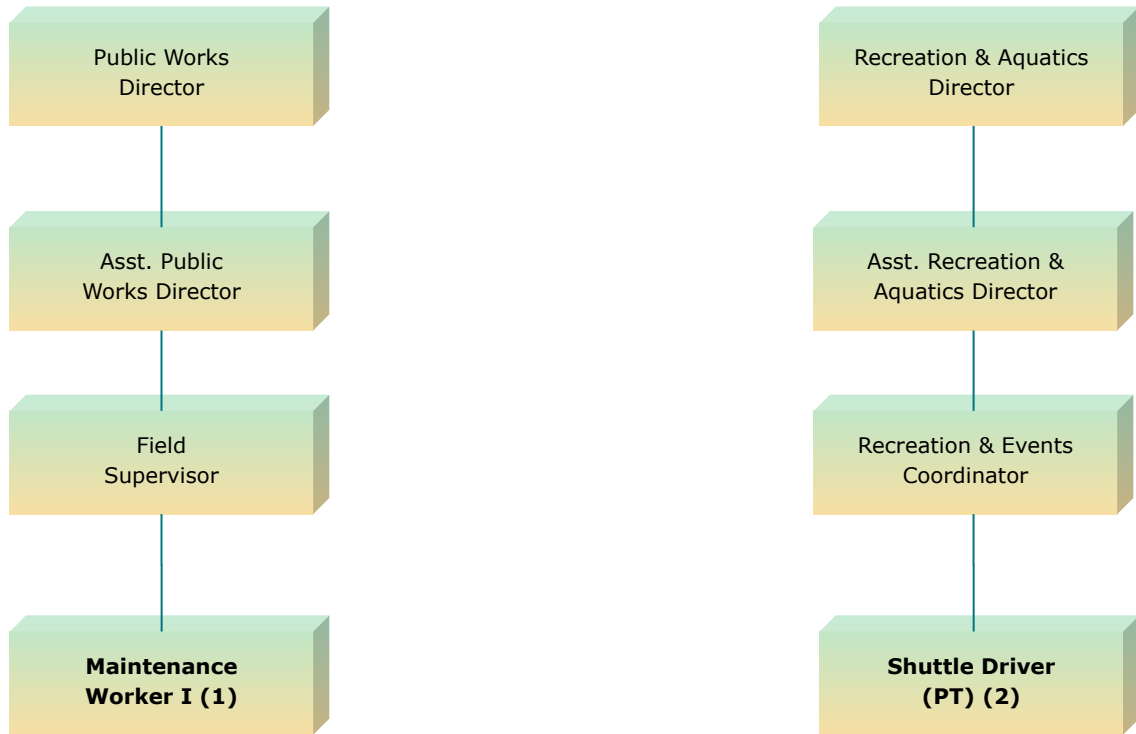 Public Works
Director
Recreation & Aquatics
Director
Asst. Public
Works Director
Asst. Recreation &
Aquatics Director
Field
Supervisor
Recreation & Events
Coordinator
Maintenance
Worker I (1)
Shuttle Driver
(PT) (2)